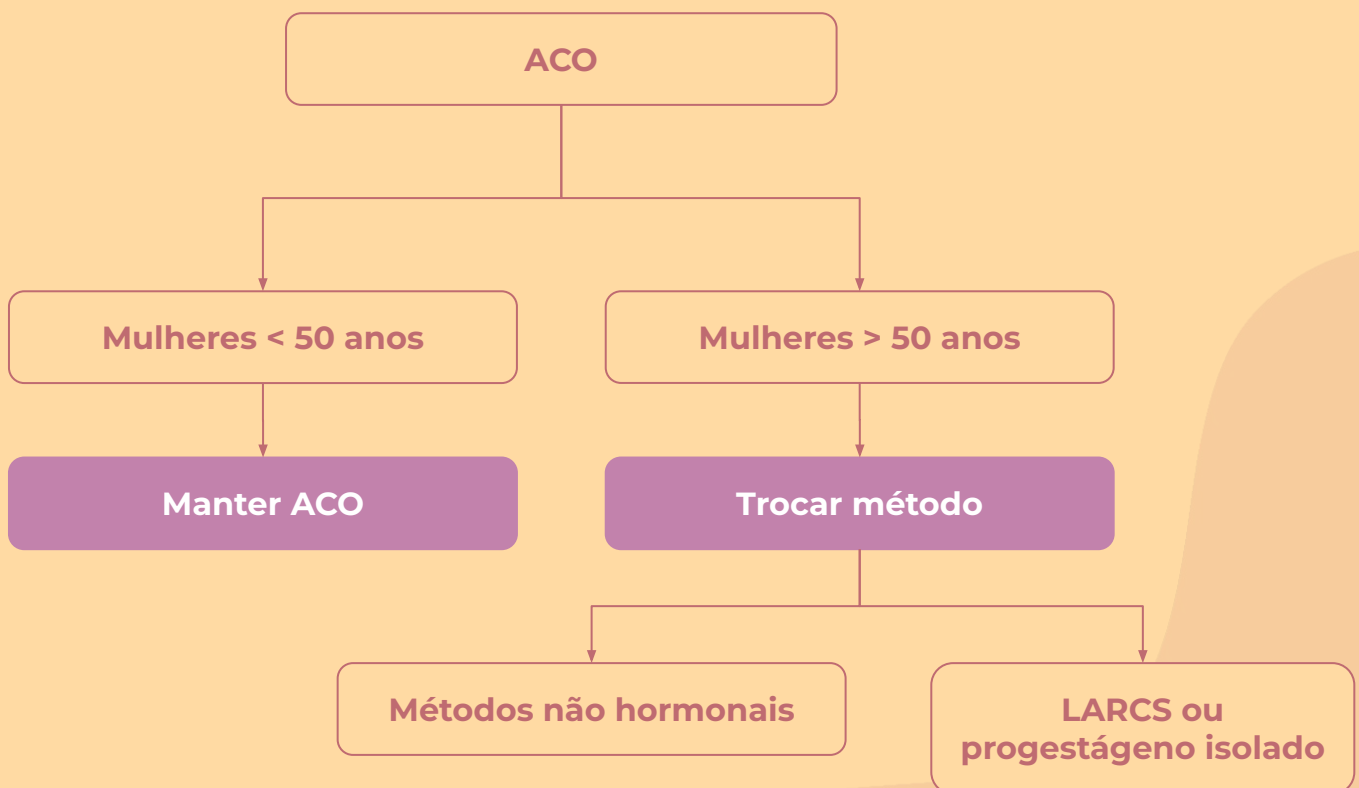 ACO
Mulheres < 50 anos
Mulheres > 50 anos
Manter ACO
Trocar método
Métodos não hormonais
LARCS ou
progestágeno isolado